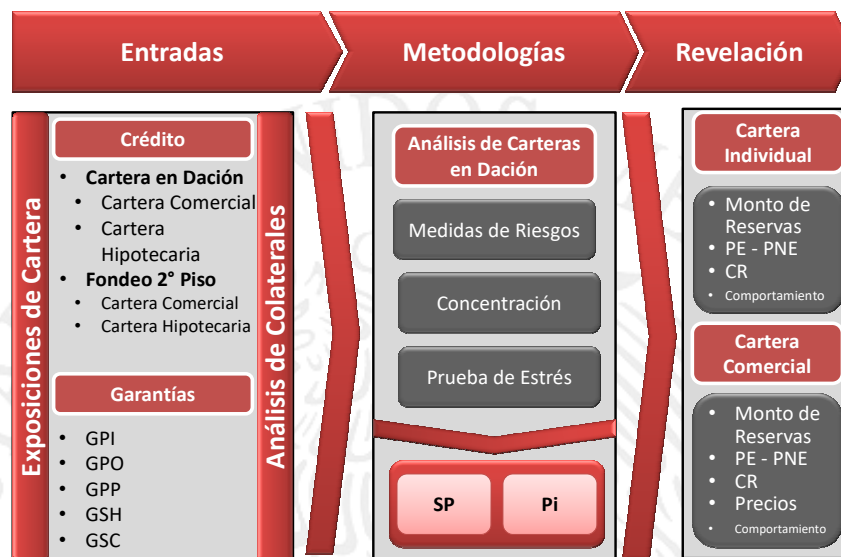 Entradas
Metodologías
Revelación
Exposiciones de Cartera
Crédito
• Cartera en Dación
• Cartera Comercial
• Cartera
Hipotecaria
• Fondeo 2° Piso
• Cartera Comercial
• Cartera Hipotecaria
Garantías
• GPI
• GPO
• GPP
• GSH
• GSC
Análisis de Colaterales
Análisis de Carteras
en Dación
Medidas de Riesgos
Concentración
Prueba de Estrés
SP
Pi
Cartera
Individual
• Monto de
Reservas
• PE - PNE
• CR
• Comportamiento
Cartera
Comercial
• Monto de
Reservas
• PE - PNE
• CR
• Precios
• Comportamiento